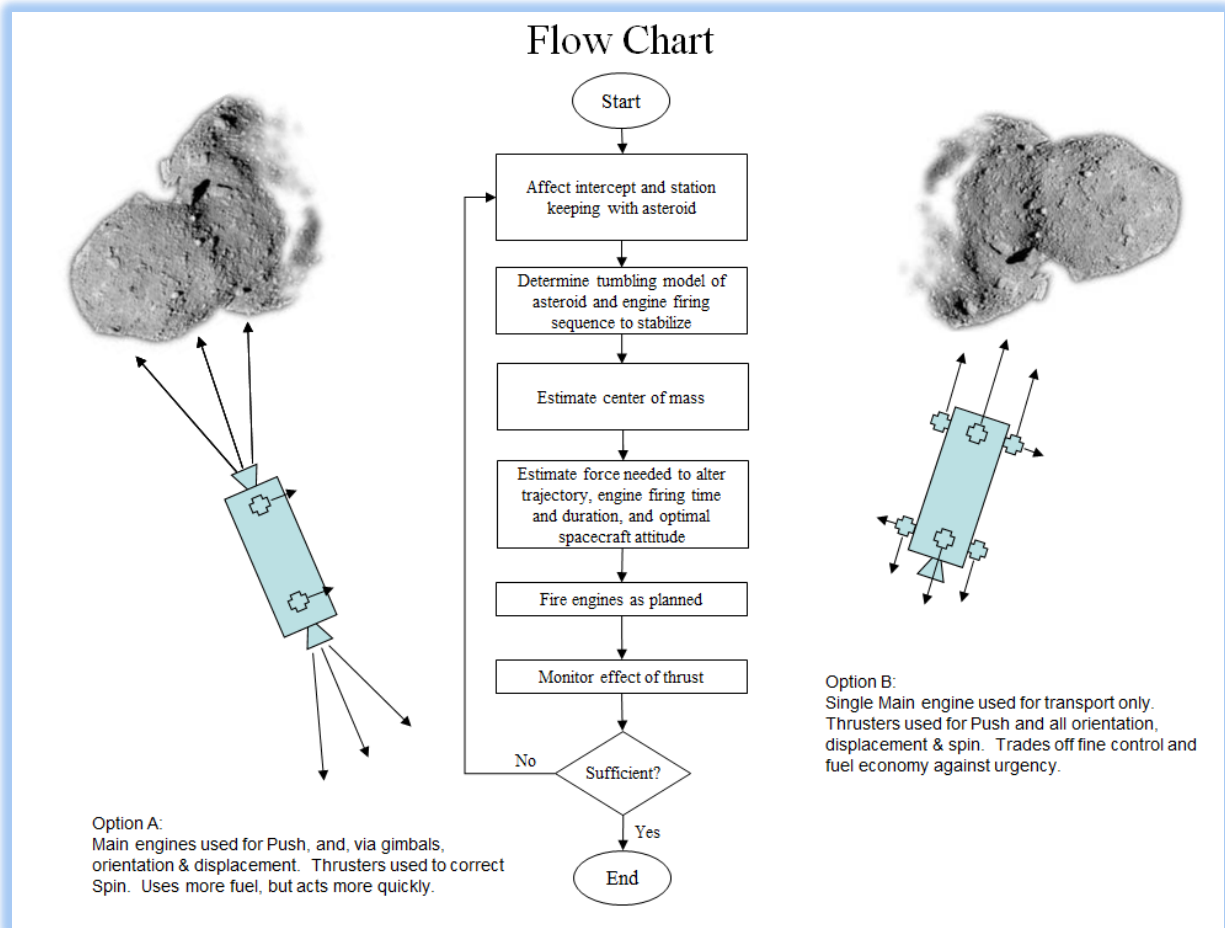 Flow Chart
Start
Affect intercept and station
keeping with asteroid
Determine tumbling model of
asteroid and engine firing
sequence to stabilize
Estimate center of mass
Estimate force needed to alter
trajectory, engine firing time
and duration, and optimal
spacecraft attitude
Fire engines as planned
Monitor effect of thrust
Sufficient?
No
Yes
End
Option A:
Main engines used for Push, and, via gimbals,
orientation & displacement.  Thrusters used to correct
Spin.  Uses more fuel, but acts more quickly.
Option B:
Single Main engine used for transport only.
Thrusters used for Push and all orientation,
displacement & spin.  Trades off fine control and
fuel economy against urgency.